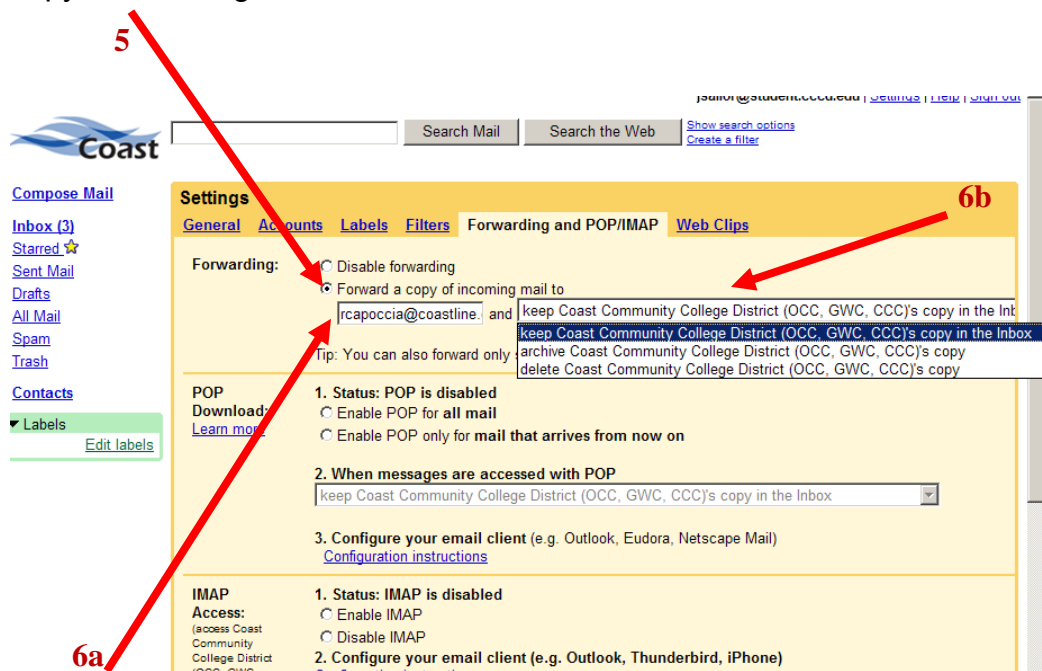 5
jsailor@student.cccd.edu | Settings | Help | Sign out
Coast
Search Mail
Search the Web
Show search options
Create a filter
Compose Mail
Inbox (3)
Starred
Sent Mail
Drafts
All Mail
Spam
Trash
Contacts
Labels
Edit labels
Settings
6b
General Accounts Labels Filters Forwarding and POP/IMAP Web Clips
Forwarding:
Disable forwarding
Forward a copy of incoming mail to
rcapoccia@coastline. and keep Coast Community College District (OCC, GWC, CCC)'s copy in the Inb
keep Coast Community College District (OCC, GWC, CCC)'s copy in the Inbox
archive Coast Community College District (OCC, GWC, CCC)'s copy
delete Coast Community College District (OCC, GWC, CCC)'s copy
Tip: You can also forward only
POP Download:
Learn more
1. Status: POP is disabled
Enable POP for all mail
Enable POP only for mail that arrives from now on
2. When messages are accessed with POP
keep Coast Community College District (OCC, GWC, CCC)'s copy in the Inbox
3. Configure your email client (e.g. Outlook, Eudora, Netscape Mail)
Configuration instructions
IMAP
Access:
(access Coast
Community
College District
(OCC, GWC,
1. Status: IMAP is disabled
Enable IMAP
Disable IMAP
2. Configure your email client (e.g. Outlook, Thunderbird, iPhone)
6a